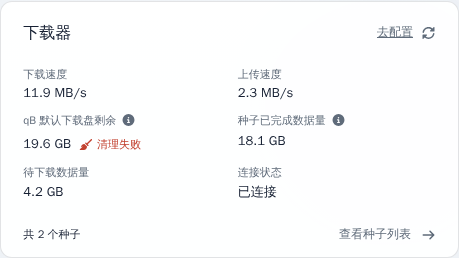 下载器 去配置
下载速度 上传速度
11.9 MB/s 2.3 MB/s
qB 默认下载盘剩余 种子已完成数据量
19.6 GB 清理失败 18.1 GB
待下载数据量 连接状态
4.2 GB 已连接
共 2 个种子 查看种子列表